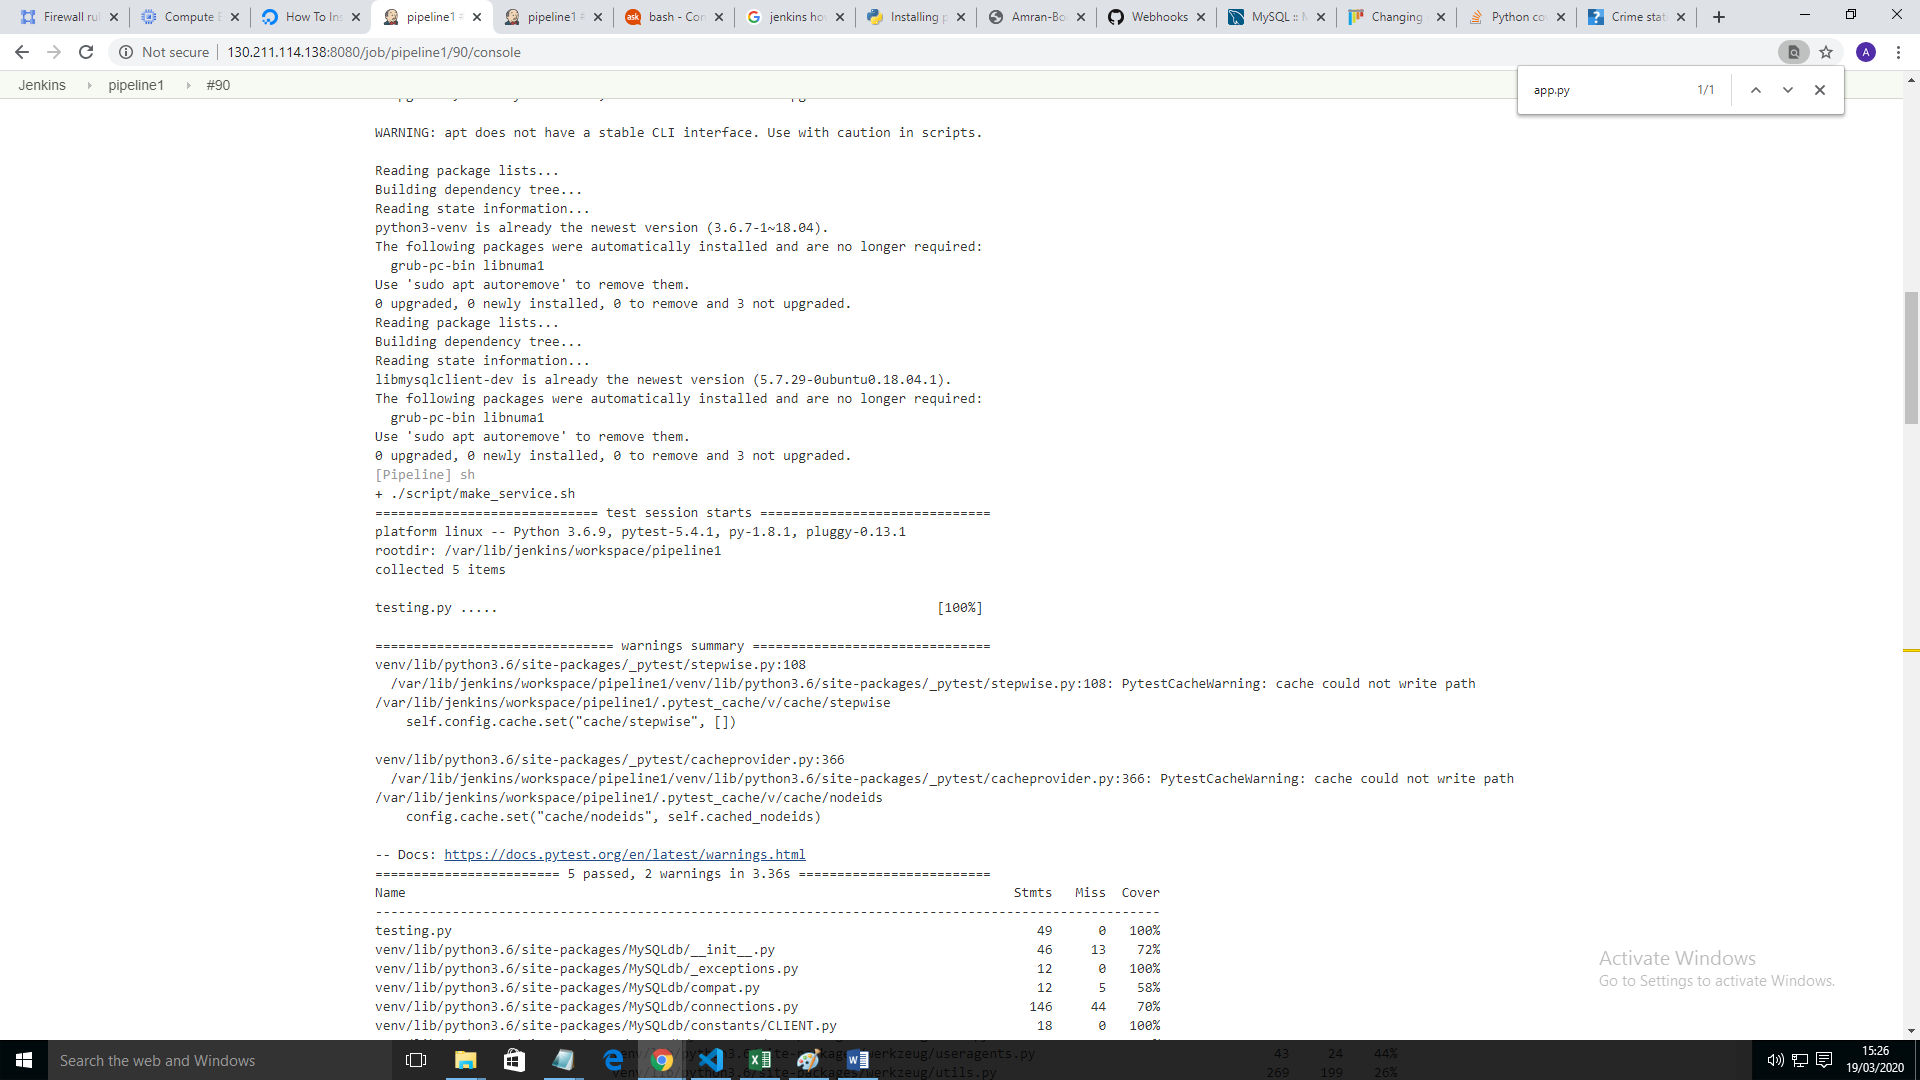 Firewall ru
Compute E
How To Ins
pipeline1 #
pipeline1 #
bash - Con
jenkins how
Installing p
Amran-Bo
Webhooks
MySQL :: M
Changing
Python co
Crime stat
Not secure
130.211.114.138:8080/job/pipeline1/90/console
A
Jenkins
pipeline1
#90
app.py
1/1
WARNING: apt does not have a stable CLI interface. Use with caution in scripts.
Reading package lists...
Building dependency tree...
Reading state information...
python3-venv is already the newest version (3.6.7-1~18.04).
The following packages were automatically installed and are no longer required:
grub-pc-bin libnuma1
Use 'sudo apt autoremove' to remove them.
0 upgraded, 0 newly installed, 0 to remove and 3 not upgraded.
Reading package lists...
Building dependency tree...
Reading state information...
libmysqlclient-dev is already the newest version (5.7.29-0ubuntu0.18.04.1).
The following packages were automatically installed and are no longer required:
grub-pc-bin libnuma1
Use 'sudo apt autoremove' to remove them.
0 upgraded, 0 newly installed, 0 to remove and 3 not upgraded.
[Pipeline] sh
+ ./script/make_service.sh
============================= test session starts ==============================
platform linux -- Python 3.6.9, pytest-5.4.1, py-1.8.1, pluggy-0.13.1
rootdir: /var/lib/jenkins/workspace/pipeline1
collected 5 items
testing.py ..... [100%]
=============================== warnings summary ===============================
venv/lib/python3.6/site-packages/_pytest/stepwise.py:108
/var/lib/jenkins/workspace/pipeline1/venv/lib/python3.6/site-packages/_pytest/stepwise.py:108: PytestCacheWarning: cache could not write path
/var/lib/jenkins/workspace/pipeline1/.pytest_cache/v/cache/stepwise
self.config.cache.set("cache/stepwise", [])
venv/lib/python3.6/site-packages/_pytest/cacheprovider.py:366
/var/lib/jenkins/workspace/pipeline1/venv/lib/python3.6/site-packages/_pytest/cacheprovider.py:366: PytestCacheWarning: cache could not write path
/var/lib/jenkins/workspace/pipeline1/.pytest_cache/v/cache/nodeids
config.cache.set("cache/nodeids", self.cached_nodeids)
-- Docs: https://docs.pytest.org/en/latest/warnings.html
======================== 5 passed, 2 warnings in 3.36s =========================
Name Stmts Miss Cover
------------------------------------------------------------------------------------------------------
testing.py 49 0 100%
venv/lib/python3.6/site-packages/MySQLdb/__init__.py 46 13 72%
venv/lib/python3.6/site-packages/MySQLdb/_exceptions.py 12 0 100%
venv/lib/python3.6/site-packages/MySQLdb/compat.py 12 5 58%
venv/lib/python3.6/site-packages/MySQLdb/connections.py 146 44 70%
venv/lib/python3.6/site-packages/MySQLdb/constants/CLIENT.py 18 0 100%
Activate Windows
Go to Settings to activate Windows.
Search the web and Windows
werkzeug/useragents.py 43 24 44%
werkzeug/utils.py 269 199 26%
15:26
19/03/2020